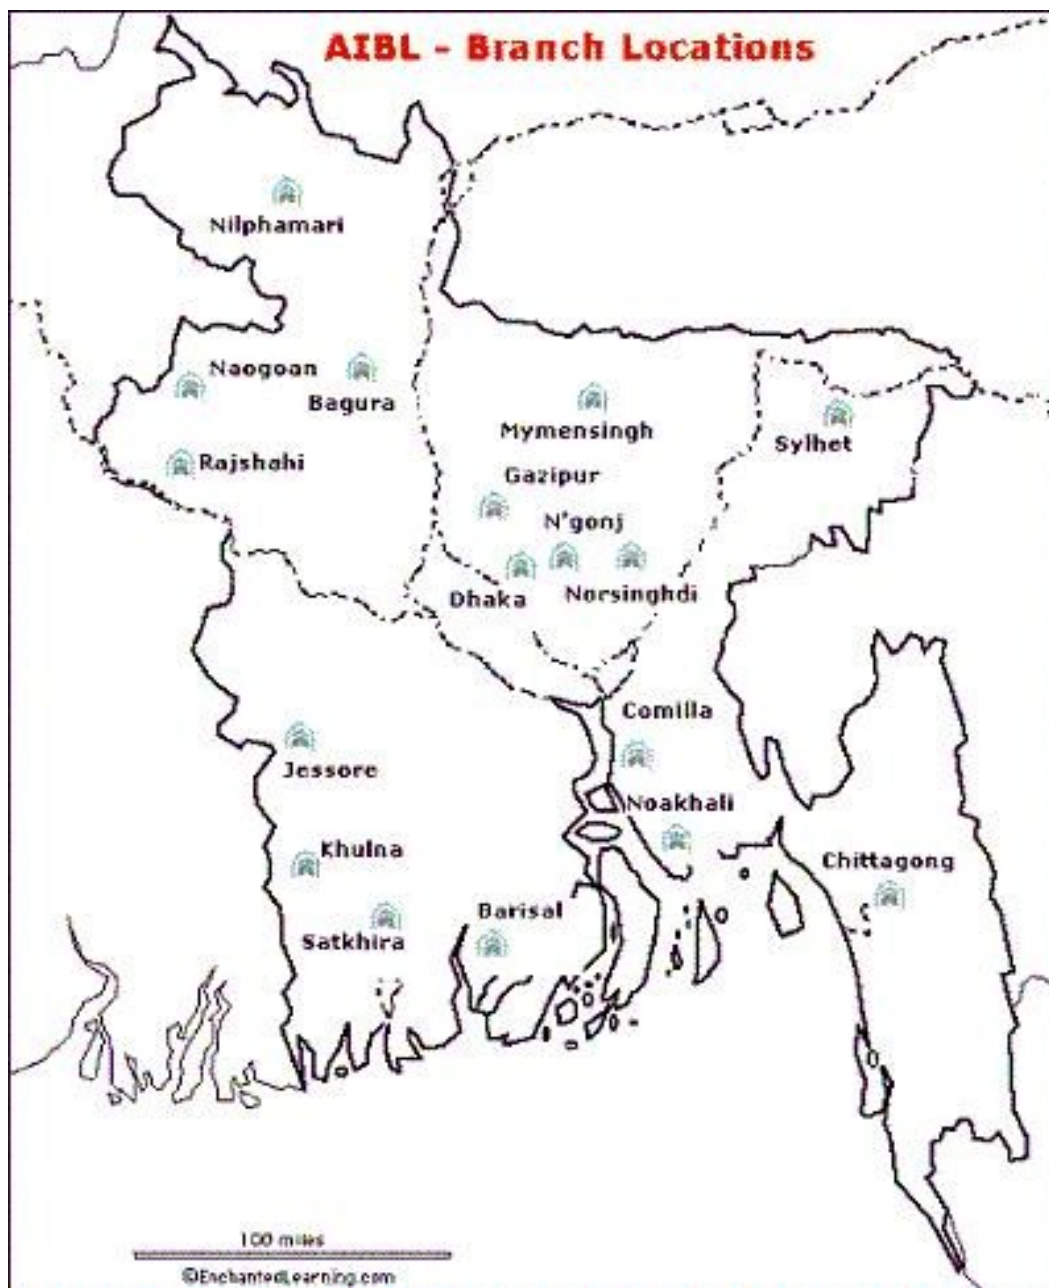 AIBL - Branch Locations
Nilphamari
Naogoan
Bagura
Mymensingh
Sylhet
Rajshahi
Gazipur
N'gonj
Dhaka
Norsinghdi
Comilla
Jessore
Noakhali
Khulna
Chittagong
Barisal
Satkhira
100 miles
©EnchantedLearning.com